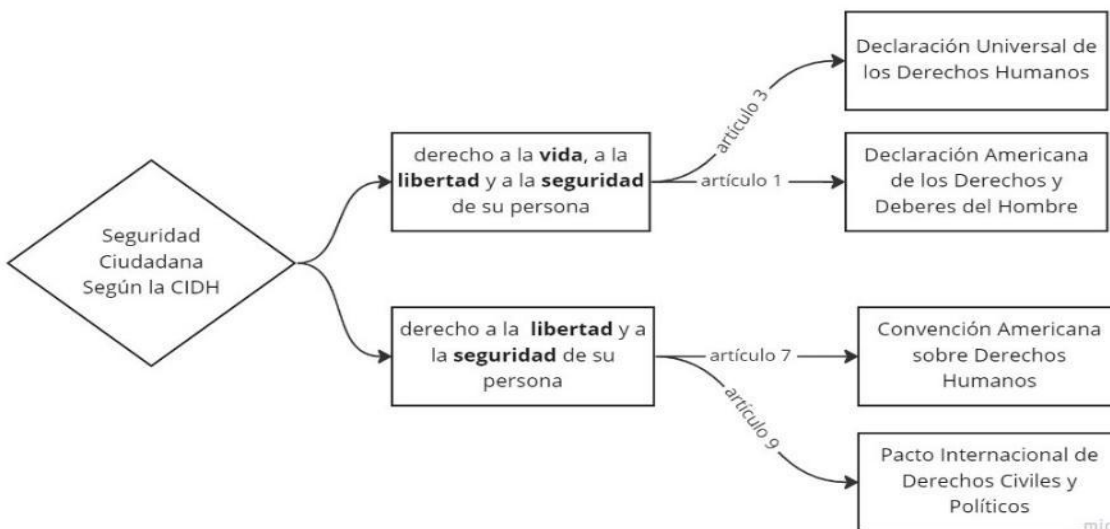 Seguridad
Ciudadana
Según la CIDH
derecho a la vida, a la
libertad y a la seguridad
de su persona
artículo 3
Declaración Universal de
los Derechos Humanos
artículo 1
Declaración Americana
de los Derechos y
Deberes del Hombre
derecho a la libertad y a
la seguridad de su
persona
artículo 7
Convención Americana
sobre Derechos
Humanos
artículo 9
Pacto Internacional de
Derechos Civiles y
Políticos